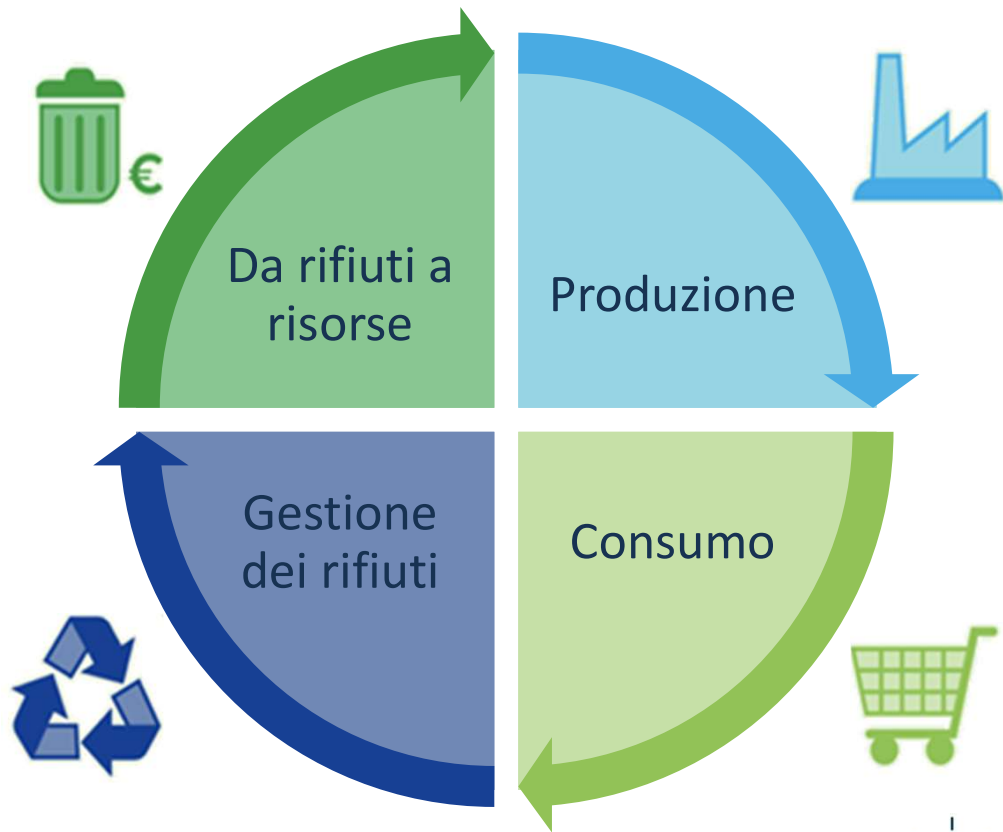 €
Da rifiuti a
risorse
Produzione
Gestione
dei rifiuti
Consumo